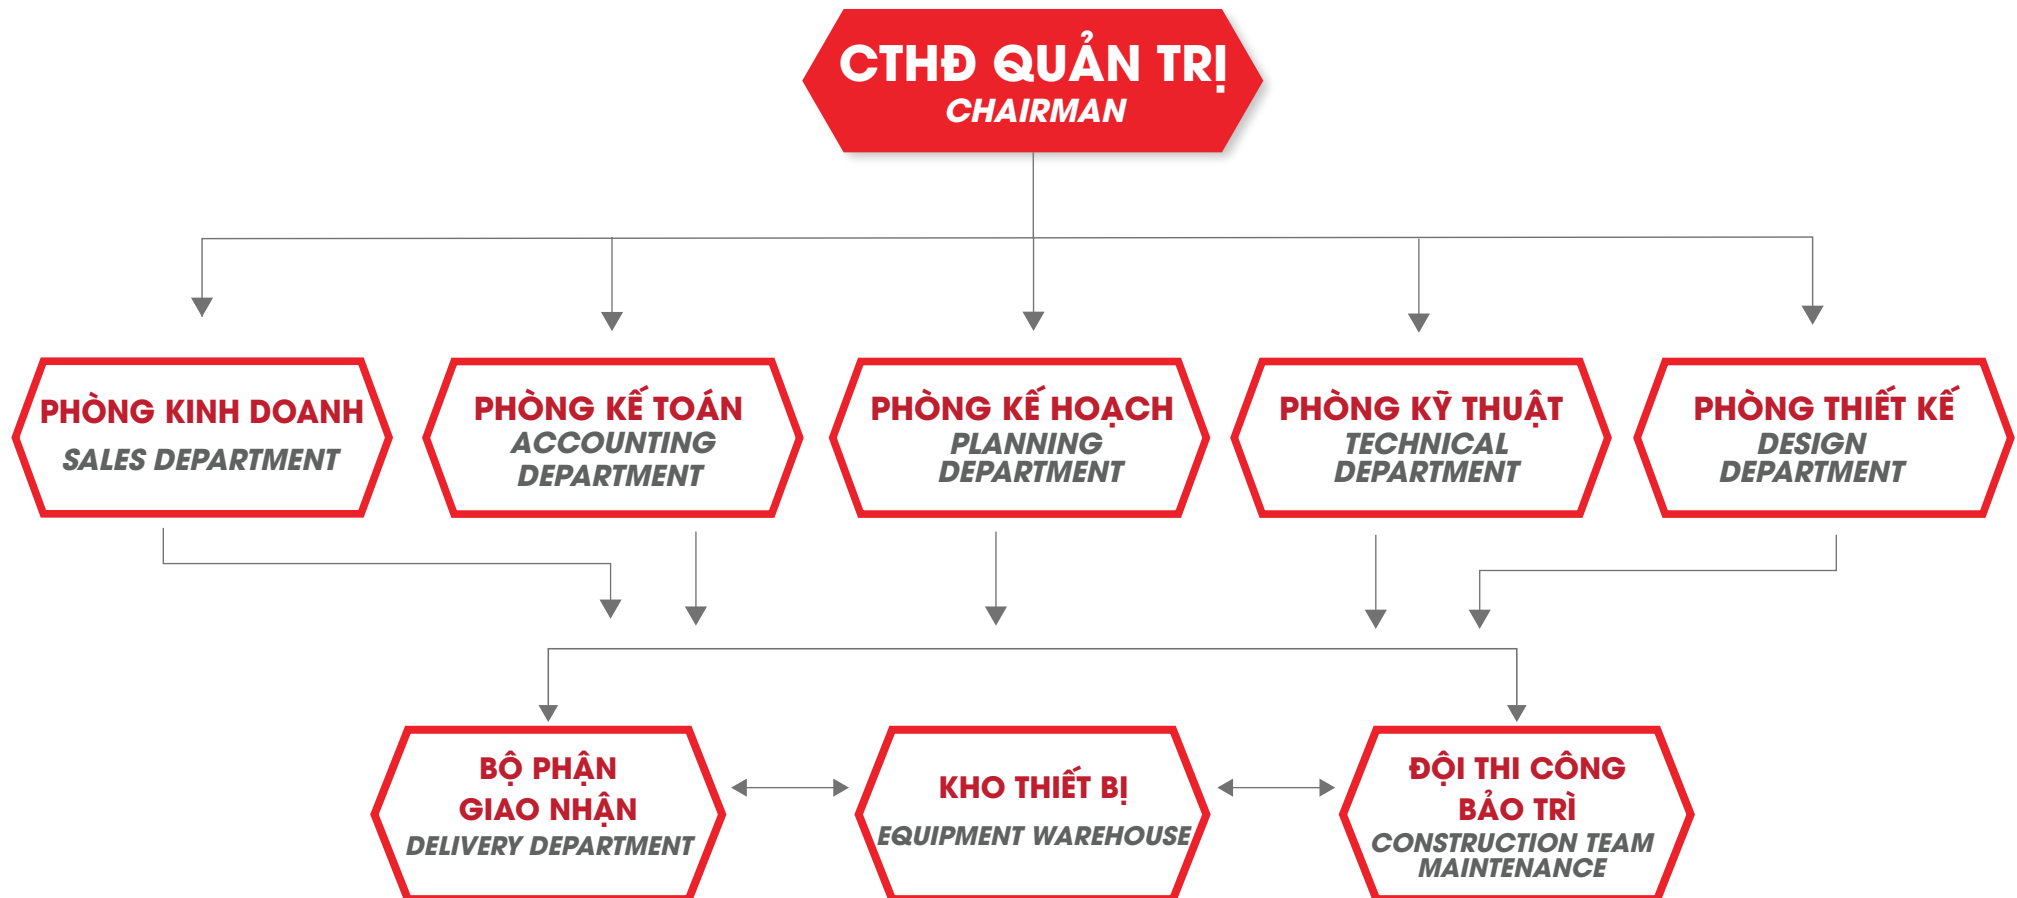 CTHĐ QUẢN TRỊ
CHAIRMAN
PHÒNG KINH DOANH
SALES DEPARTMENT
PHÒNG KẾ TOÁN
ACCOUNTING
DEPARTMENT
PHÒNG KẾ HOẠCH
PLANNING
DEPARTMENT
PHÒNG KỸ THUẬT
TECHNICAL
DEPARTMENT
PHÒNG THIẾT KẾ
DESIGN
DEPARTMENT
BỘ PHẬN
GIAO NHẬN
DELIVERY DEPARTMENT
KHO THIẾT BỊ
EQUIPMENT WAREHOUSE
ĐỘI THI CÔNG
BẢO TRÌ
CONSTRUCTION TEAM
MAINTENANCE